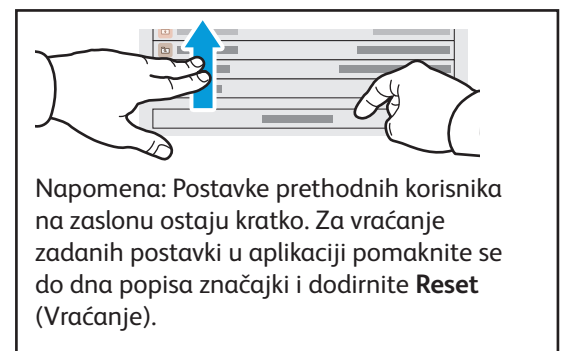 Napomena: Postavke prethodnih korisnika
na zaslonu ostaju kratko. Za vraćanje
zadanih postavki u aplikaciji pomaknite se
do dna popisa značajki i dodirnite Reset
(Vraćanje).